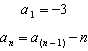 a₁ = −3
aₙ = a₍ₙ₋₁₎ − n